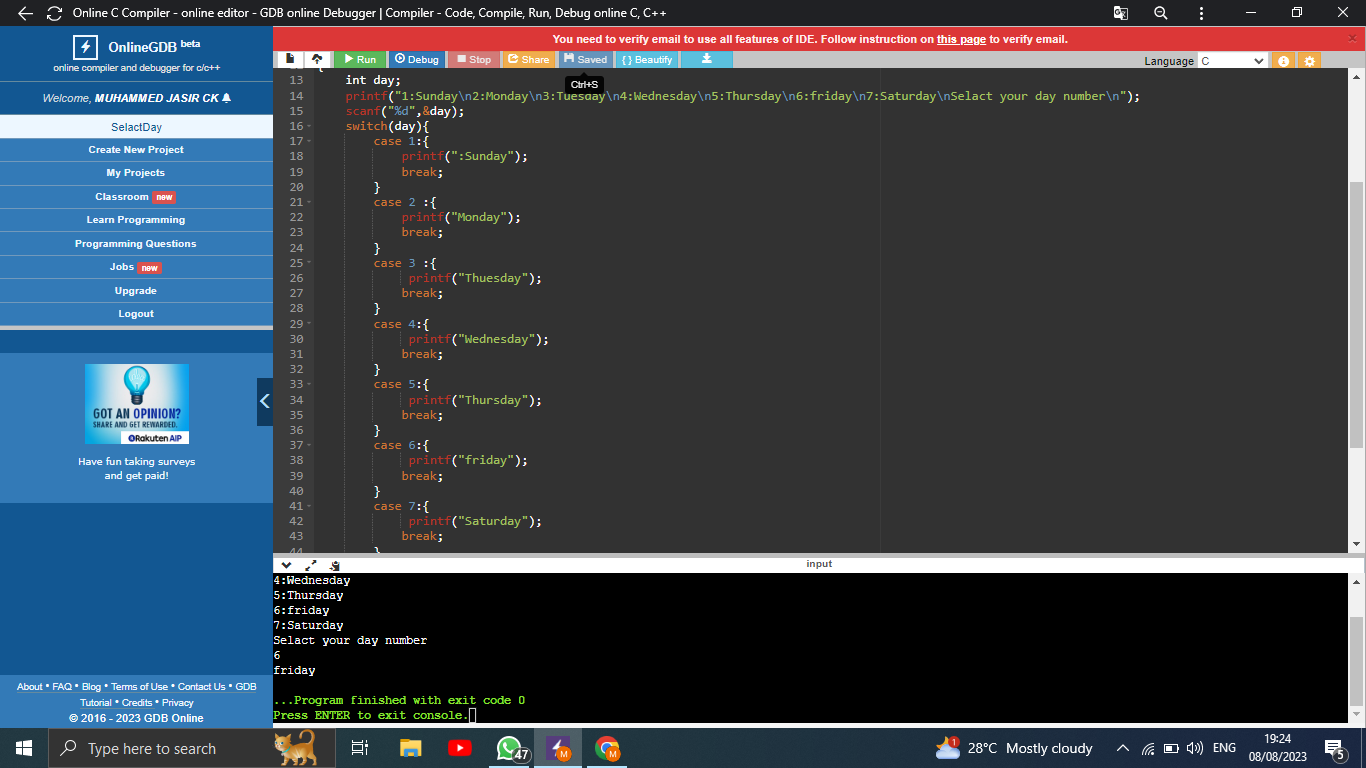 Online C Compiler - online editor - GDB online Debugger | Compiler - Code, Compile, Run, Debug online C, C++
OnlineGDB beta
online compiler and debugger for c/c++
Welcome, MUHAMMED JASIR CK
SelactDay
Create New Project
My Projects
Classroom new
Learn Programming
Programming Questions
Jobs new
Upgrade
Logout
GOT AN OPINION?
SHARE AND GET REWARDED.
Rakuten AIP
Have fun taking surveys
and get paid!
About • FAQ • Blog • Terms of Use • Contact Us • GDB
Tutorial • Credits • Privacy
© 2016 - 2023 GDB Online
You need to verify email to use all features of IDE. Follow instruction on this page to verify email.
Run Debug Stop Share Saved { } Beautify
Language C
Ctrl+S
13 int day;
14 printf("1:Sunday\n2:Monday\n3:Tuesday\n4:Wednesday\n5:Thursday\n6:friday\n7:Saturday\nSelact your day number\n");
15 scanf("%d",&day);
16 switch(day){
17 case 1:{
18 printf(":Sunday");
19 break;
20 }
21 case 2 :{
22 printf("Monday");
23 break;
24 }
25 case 3 :{
26 printf("Thuesday");
27 break;
28 }
29 case 4:{
30 printf("Wednesday");
31 break;
32 }
33 case 5:{
34 printf("Thursday");
35 break;
36 }
37 case 6:{
38 printf("friday");
39 break;
40 }
41 case 7:{
42 printf("Saturday");
43 break;
44 }
input
4:Wednesday
5:Thursday
6:friday
7:Saturday
Selact your day number
6
friday
...Program finished with exit code 0
Press ENTER to exit console.
Type here to search
47
M
M
1
28°C Mostly cloudy
ENG
19:24
08/08/2023
5